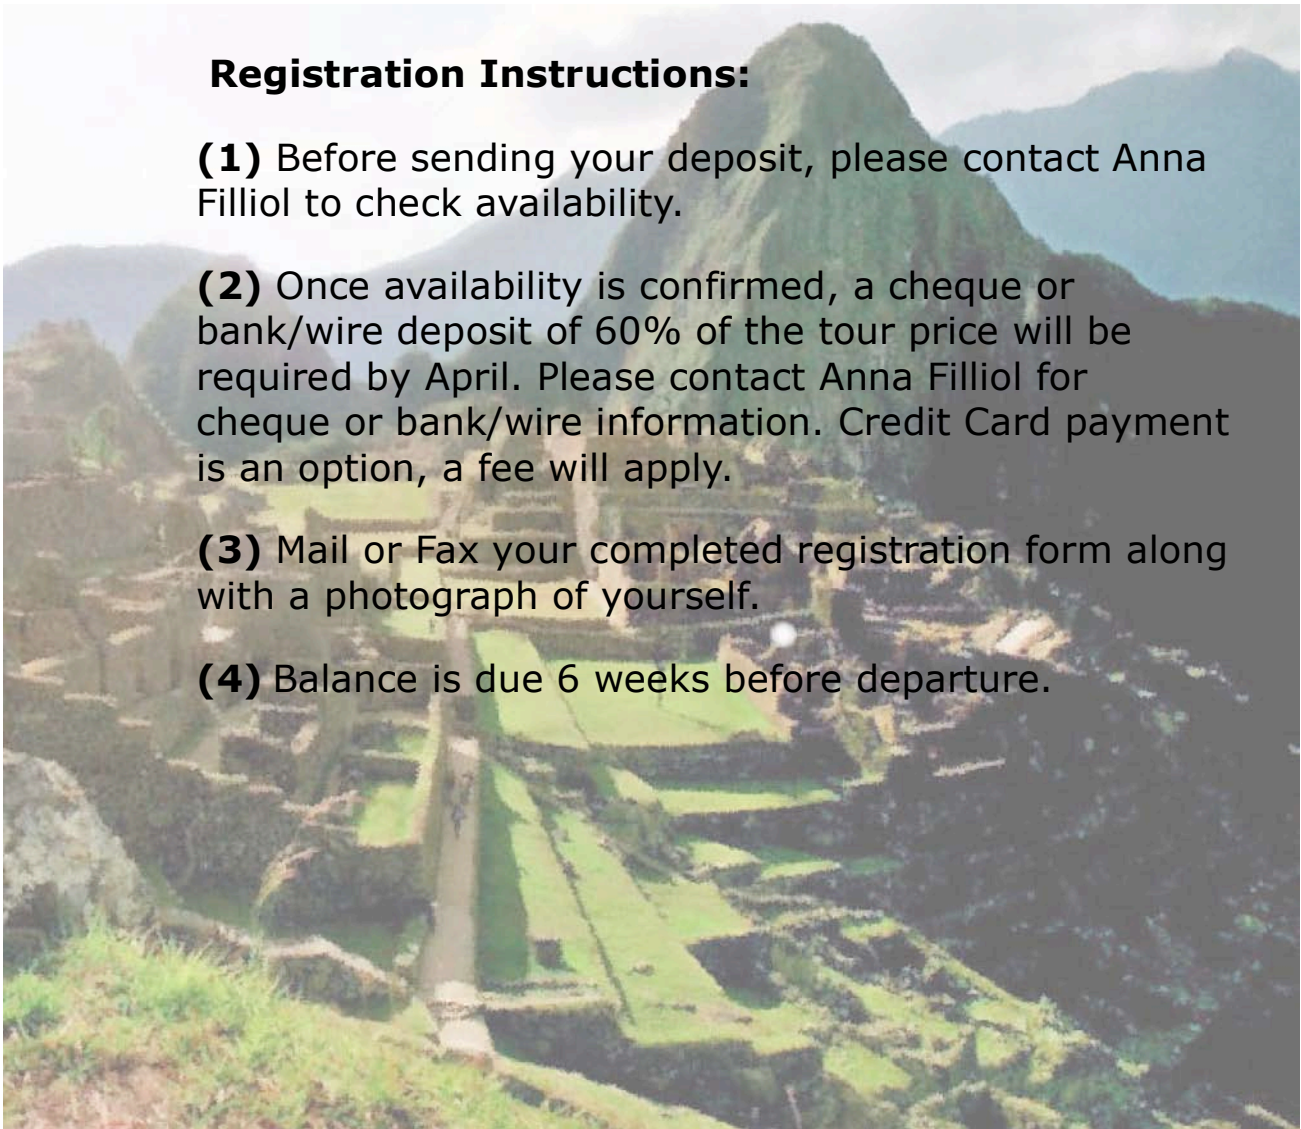 Registration Instructions:
(1) Before sending your deposit, please contact Anna
Filliol to check availability.
(2) Once availability is confirmed, a cheque or
bank/wire deposit of 60% of the tour price will be
required by April. Please contact Anna Filliol for
cheque or bank/wire information. Credit Card payment
is an option, a fee will apply.
(3) Mail or Fax your completed registration form along
with a photograph of yourself.
(4) Balance is due 6 weeks before departure.